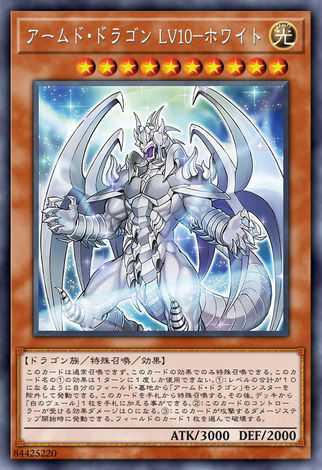 アームド・ドラゴン LV10－ホワイト
光
【ドラゴン族／特殊召喚／効果】
このカードは通常召喚できず、このカードの効果でのみ特殊召喚できる。このカード名の①の効果は１ターンに１度しか使用できない。①：レベルの合計が１０
になるように自分のフィールド・墓地から「アームド・ドラゴン」モンスターを
除外して発動できる。このカードを手札から特殊召喚する。その後、デッキから
「白のヴェール」１枚を手札に加える事ができる。②：このカードのコントロー
ラーが受ける効果ダメージは０になる。③：このカードが攻撃するダメージステッ
プ開始時に発動できる。フィールドのカード１枚を選んで破壊する。
ATK/3000 DEF/2000
84425220